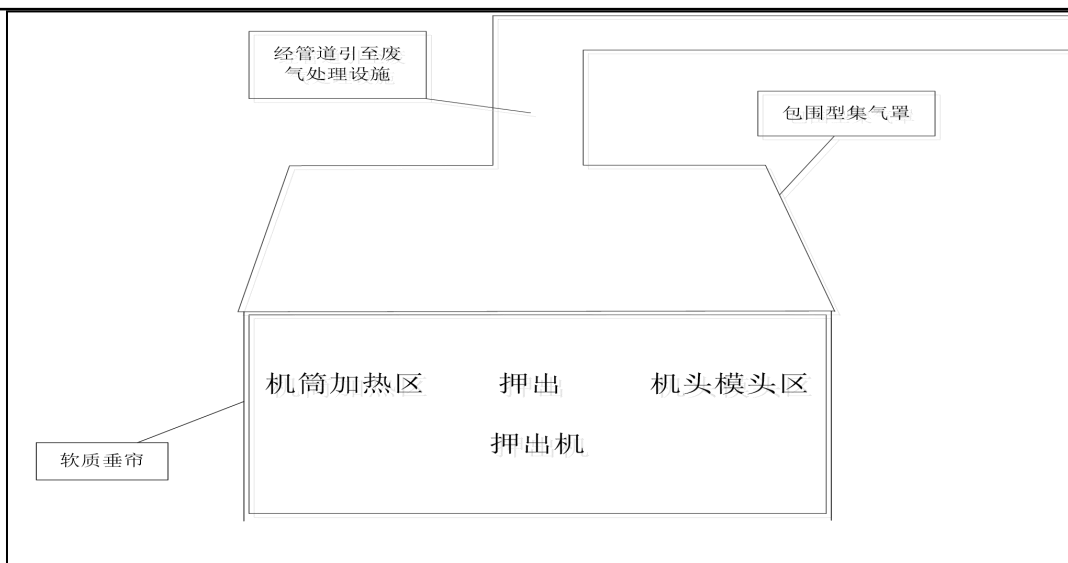 经管道引至废
气处理设施
包围型集气罩
机筒加热区 押出 机头模头区
押出机
软质垂帘